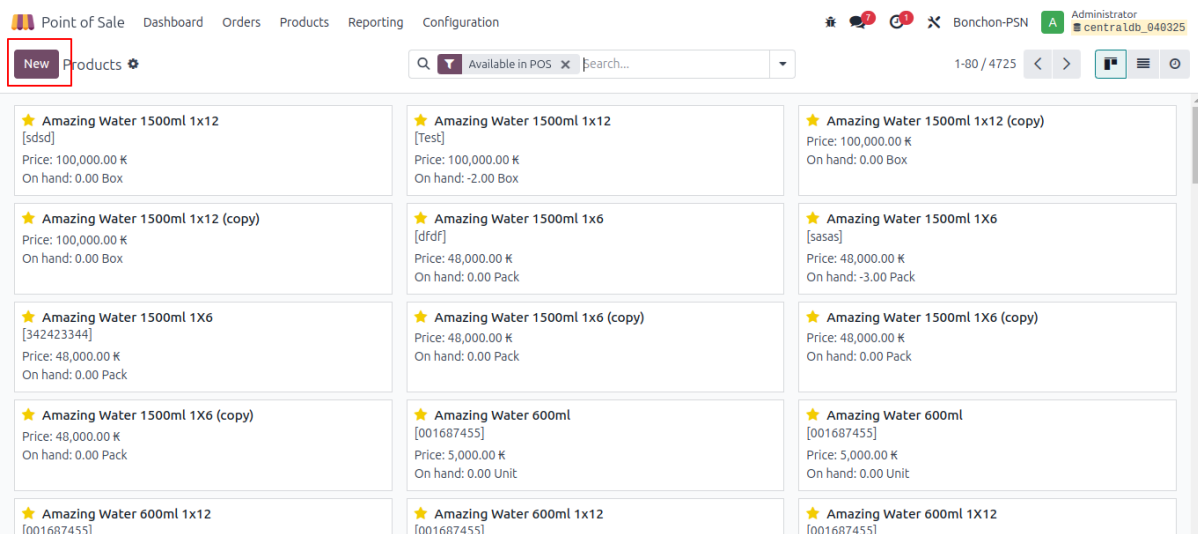 Point of Sale Dashboard Orders Products Reporting Configuration 7 1 Bonchon-PSN A Administrator
centraldb_040325
New Products Available in POS Search... 1-80 / 4725
Amazing Water 1500ml 1x12
[sdsd]
Price: 100,000.00 ₭
On hand: 0.00 Box
Amazing Water 1500ml 1x12
[Test]
Price: 100,000.00 ₭
On hand: -2.00 Box
Amazing Water 1500ml 1x12 (copy)
Price: 100,000.00 ₭
On hand: 0.00 Box
Amazing Water 1500ml 1x12 (copy)
Price: 100,000.00 ₭
On hand: 0.00 Box
Amazing Water 1500ml 1x6
[dfdf]
Price: 48,000.00 ₭
On hand: 0.00 Pack
Amazing Water 1500ml 1X6
[sasas]
Price: 48,000.00 ₭
On hand: -3.00 Pack
Amazing Water 1500ml 1X6
[342423344]
Price: 48,000.00 ₭
On hand: 0.00 Pack
Amazing Water 1500ml 1x6 (copy)
Price: 48,000.00 ₭
On hand: 0.00 Pack
Amazing Water 1500ml 1X6 (copy)
Price: 48,000.00 ₭
On hand: 0.00 Pack
Amazing Water 1500ml 1X6 (copy)
Price: 48,000.00 ₭
On hand: 0.00 Pack
Amazing Water 600ml
[001687455]
Price: 5,000.00 ₭
On hand: 0.00 Unit
Amazing Water 600ml
[001687455]
Price: 5,000.00 ₭
On hand: 0.00 Unit
Amazing Water 600ml 1x12
[001687455]
Amazing Water 600ml 1x12
[001687455]
Amazing Water 600ml 1X12
[001687455]